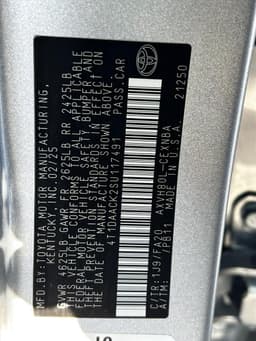 MFD.BY:TOYOTA MOTOR MANUFACTURING,
KENTUCKY, INC. 02/25
GVWR 4625LB GAWR FR 2625LB RR 2425LB
THIS VEHICLE CONFORMS TO ALL APPLICABLE
FEDERAL MOTOR VEHICLE SAFETY, BUMPER, AND
THEFT PREVENTION STANDARDS IN EFFECT ON
THE DATE OF MANUFACTURE SHOWN ABOVE.
4T1DAACK2SU117491 PASS.CAR
C/TR: 1J9/FA20 AXVH80L-CEXNBA
A/TM: /2B11 MADE IN U.S.A. 21250